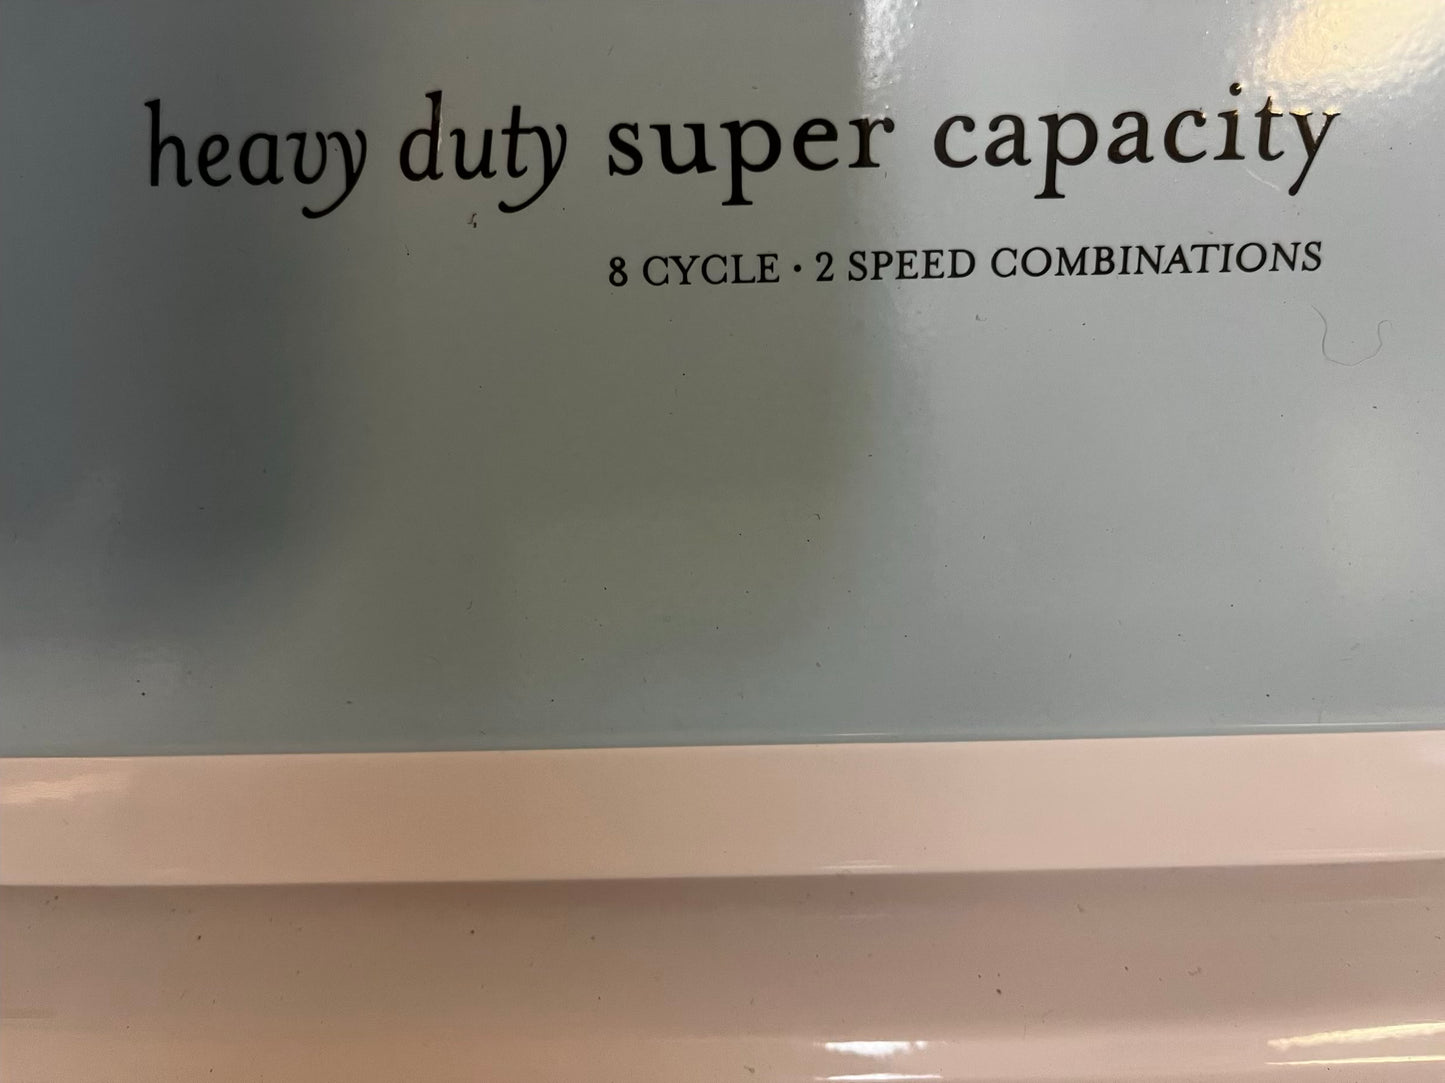 heavy duty super capacity
8 CYCLE · 2 SPEED COMBINATIONS